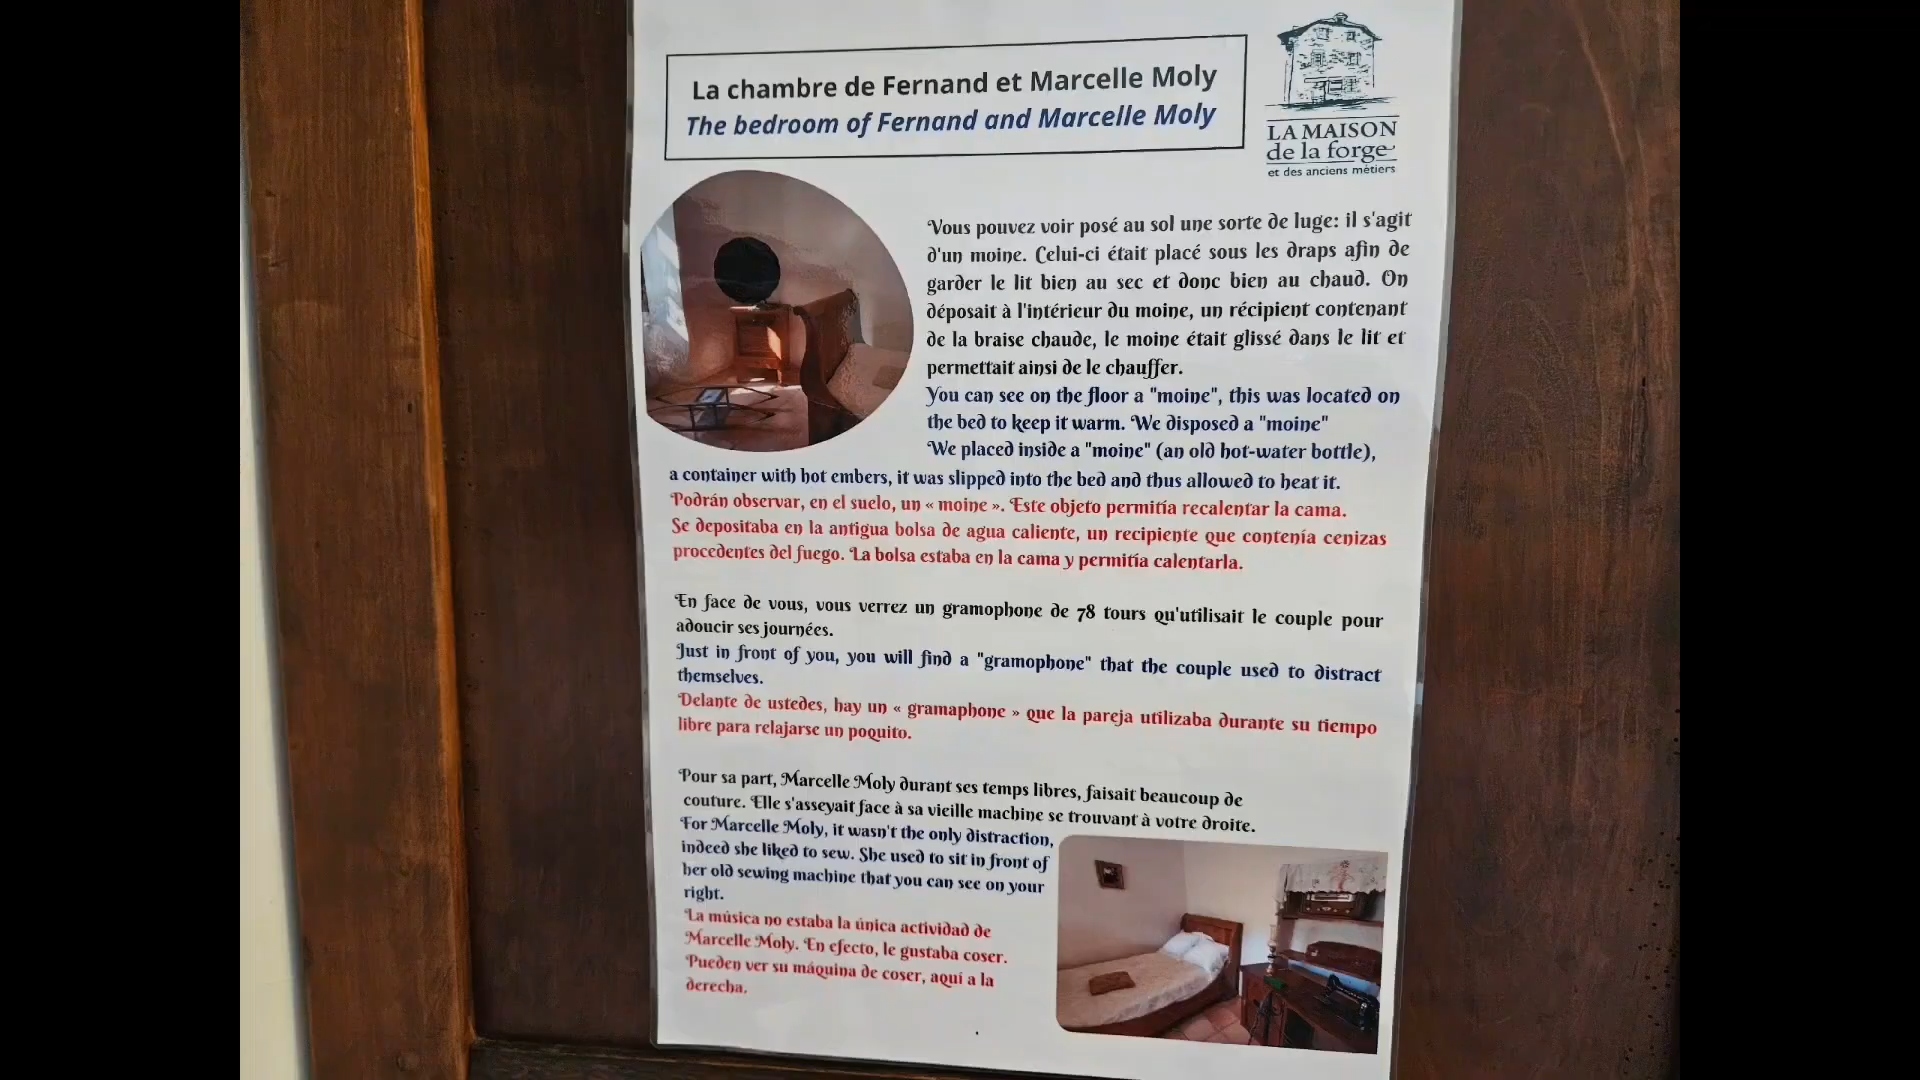 La chambre de Fernand et Marcelle Moly
The bedroom of Fernand and Marcelle Moly
LA MAISON
de la forge
et des anciens métiers
Vous pouvez voir posé au sol une sorte de luge: il s'agit
d'un moine. Celui-ci était placé sous les draps afin de
garder le lit bien au sec et donc bien au chaud. On
déposait à l'intérieur du moine, un récipient contenant
de la braise chaude, le moine était glissé dans le lit et
permettait ainsi de le chauffer.
You can see on the floor a "moine", this was located on
the bed to keep it warm. We disposed a "moine"
We placed inside a "moine" (an old hot-water bottle),
a container with hot embers, it was slipped into the bed and thus allowed to heat it.
Podrán observar, en el suelo, un « moine ». Este objeto permitía recalentar la cama.
Se depositaba en la antigua bolsa de agua caliente, un recipiente que contenía cenizas
procedentes del fuego. La bolsa estaba en la cama y permitía calentarla.
En face de vous, vous verrez un gramophone de 78 tours qu'utilisait le couple pour
adoucir ses journées.
Just in front of you, you will find a "gramophone" that the couple used to distract
themselves.
Delante de ustedes, hay un « gramaphone » que la pareja utilizaba durante su tiempo
libre para relajarse un poquito.
Pour sa part, Marcelle Moly durant ses temps libres, faisait beaucoup de
couture. Elle s'asseyait face à sa vieille machine se trouvant à votre droite.
For Marcelle Moly, it wasn't the only distraction,
indeed she liked to sew. She used to sit in front of
her old sewing machine that you can see on your
right.
La música no estaba la única actividad de
Marcelle Moly. En efecto, le gustaba coser.
Pueden ver su máquina de coser, aquí a la
derecha.